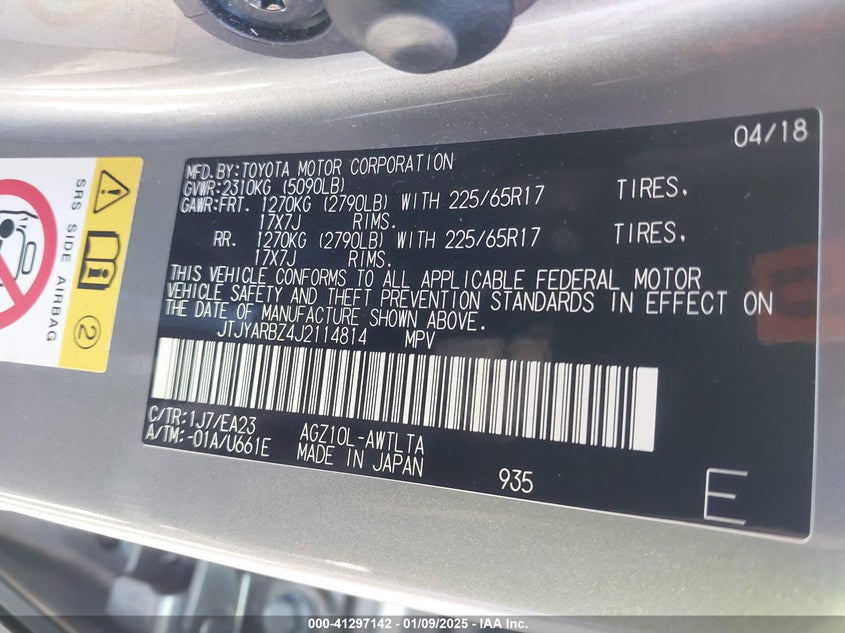 04/18
MFD.BY:TOYOTA MOTOR CORPORATION
GVWR:2310KG (5090LB)
GAWR:FRT. 1270KG (2790LB) WITH 225/65R17 TIRES,
17X7J RIMS.
RR. 1270KG (2790LB) WITH 225/65R17 TIRES,
17X7J RIMS.
THIS VEHICLE CONFORMS TO ALL APPLICABLE FEDERAL MOTOR
VEHICLE SAFETY AND THEFT PREVENTION STANDARDS IN EFFECT ON
THE DATE OF MANUFACTURE SHOWN ABOVE.
JTJYARBZ4J2114814 MPV
C/TR:1J7/EA23 AGZ10L-AWTLTA
A/TM:-01A/U661E MADE IN JAPAN
935
E
SRS SIDE AIRBAG
2
000-41297142 - 01/09/2025 - IAA Inc.